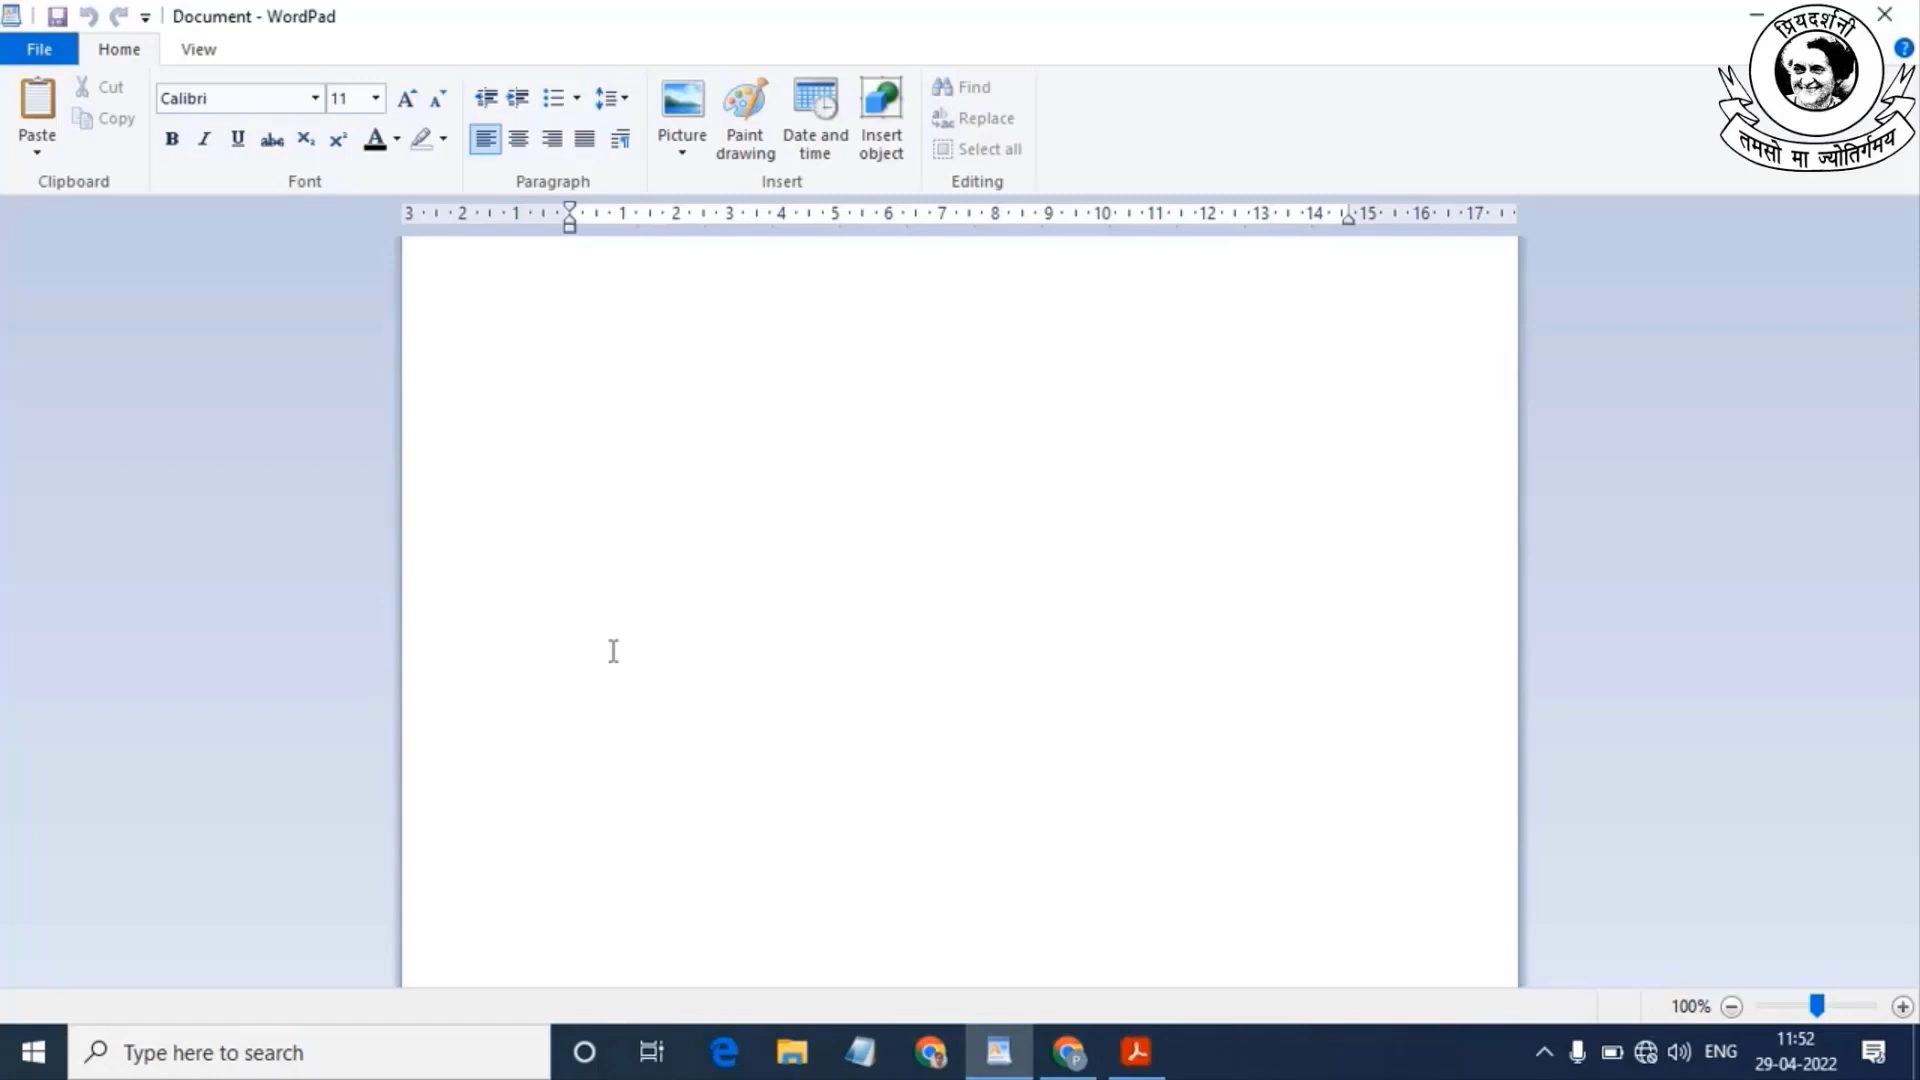 Document - WordPad
File
Home
View
Paste
Cut
Copy
Clipboard
Calibri
11
B I U abc X₂ X² A
Font
Paragraph
Picture
Paint drawing
Date and time
Insert object
Insert
Find
Replace
Select all
Editing
3 2 1 1 2 3 4 5 6 7 8 9 10 11 12 13 14 15 16 17
प्रियदर्शनी
तमसो मा ज्योतिर्गमय
100%
Type here to search
ENG
11:52
29-04-2022